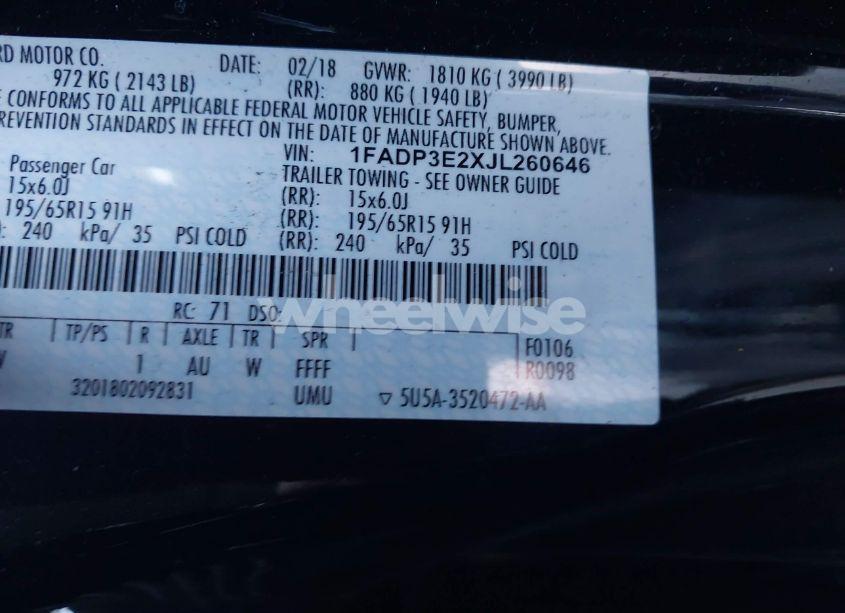 RD MOTOR CO. DATE: 02/18 GVWR: 1810 KG ( 3990 LB)
972 KG ( 2143 LB) (RR): 880 KG ( 1940 LB)
CONFORMS TO ALL APPLICABLE FEDERAL MOTOR VEHICLE SAFETY, BUMPER,
REVENTION STANDARDS IN EFFECT ON THE DATE OF MANUFACTURE SHOWN ABOVE.
VIN: 1FADP3E2XJL260646
Passenger Car TRAILER TOWING - SEE OWNER GUIDE
15x6.0J (RR): 15x6.0J
195/65R15 91H (RR): 195/65R15 91H
: 240 kPa/ 35 PSI COLD (RR): 240 kPa/ 35 PSI COLD
RC: 71 DSO:
wheelwise
TR TP/PS R AXLE TR SPR F0106
1 AU W FFFF R0098
3201802092831 UMU ▽ 5U5A-3520472-AA